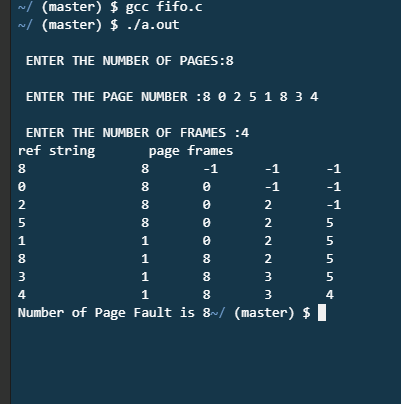 ~/ (master) $ gcc fifo.c
~/ (master) $ ./a.out
ENTER THE NUMBER OF PAGES:8
ENTER THE PAGE NUMBER :8 0 2 5 1 8 3 4
ENTER THE NUMBER OF FRAMES :4
ref string page frames
8 8 -1 -1 -1
0 8 0 -1 -1
2 8 0 2 -1
5 8 0 2 5
1 1 0 2 5
8 1 8 2 5
3 1 8 3 5
4 1 8 3 4
Number of Page Fault is 8~/ (master) $